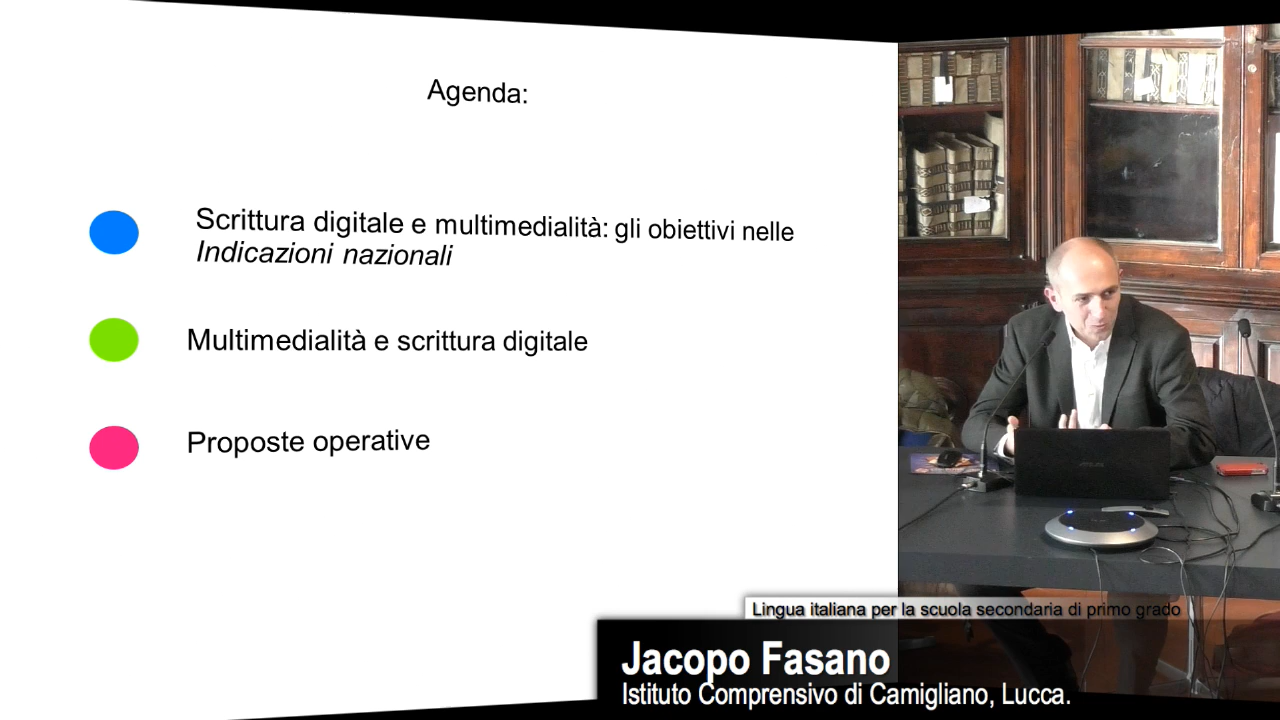 Agenda:
Scrittura digitale e multimedialità: gli obiettivi nelle
Indicazioni nazionali
Multimedialità e scrittura digitale
Proposte operative
Lingua italiana per la scuola secondaria di primo grado
Jacopo Fasano
Istituto Comprensivo di Camigliano, Lucca.